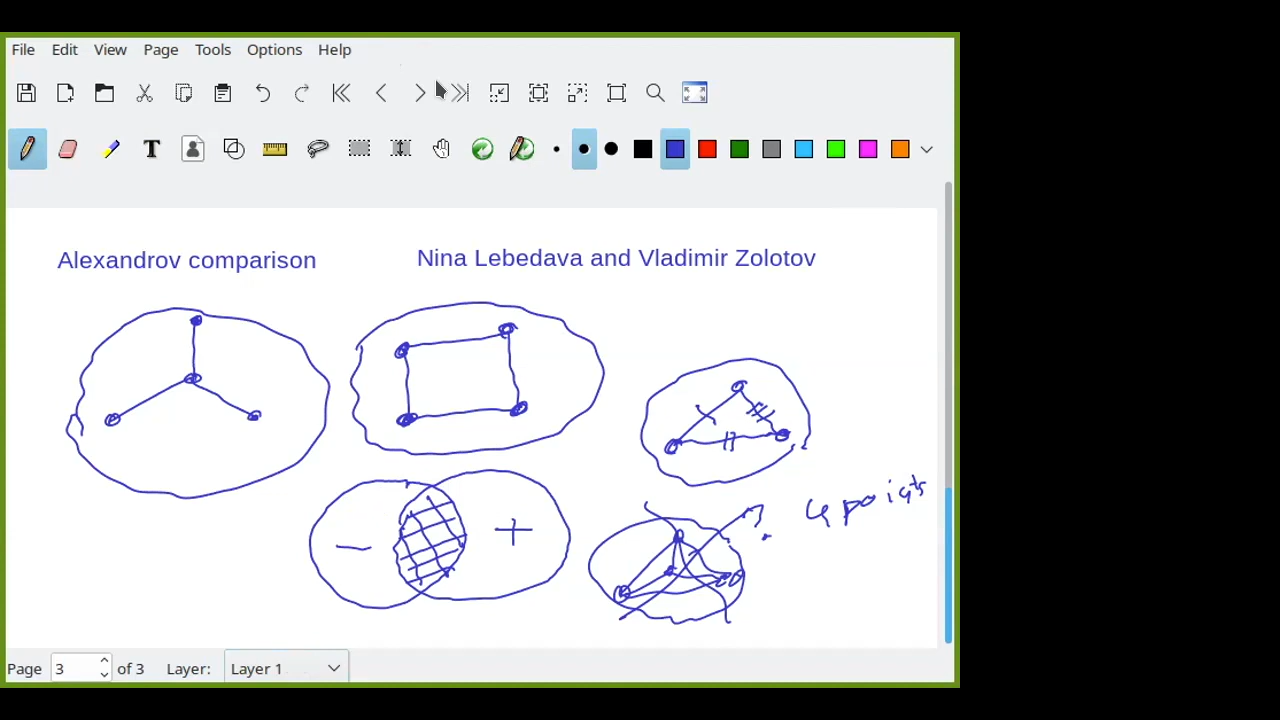 File Edit View Page Tools Options Help
T
Alexandrov comparison
Nina Lebedava and Vladimir Zolotov
− +
? 4 points
Page 3 of 3 Layer: Layer 1